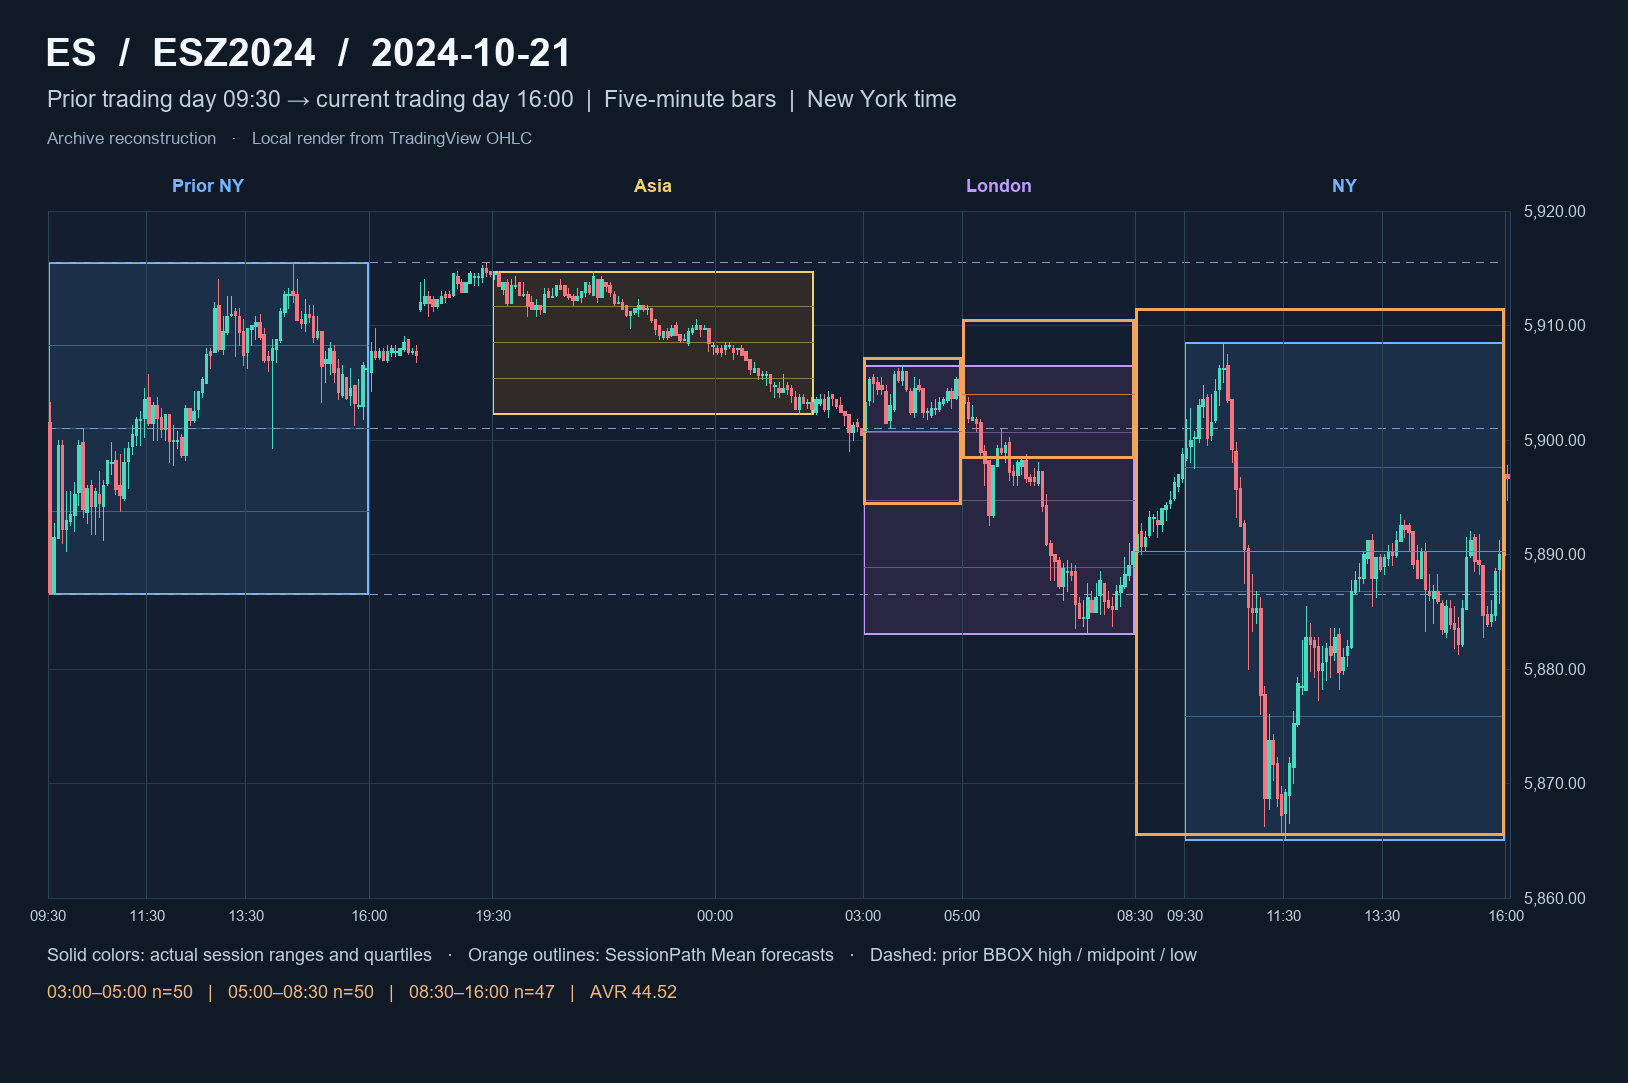 ES / ESZ2024 / 2024-10-21
Prior trading day 09:30 → current trading day 16:00 | Five-minute bars | New York time
Archive reconstruction · Local render from TradingView OHLC
Prior NY Asia London NY
5,920.00
5,910.00
5,900.00
5,890.00
5,880.00
5,870.00
5,860.00
09:30 11:30 13:30 16:00 19:30 00:00 03:00 05:00 08:30 09:30 11:30 13:30 16:00
Solid colors: actual session ranges and quartiles · Orange outlines: SessionPath Mean forecasts · Dashed: prior BBOX high / midpoint / low
03:00–05:00 n=50 | 05:00–08:30 n=50 | 08:30–16:00 n=47 | AVR 44.52